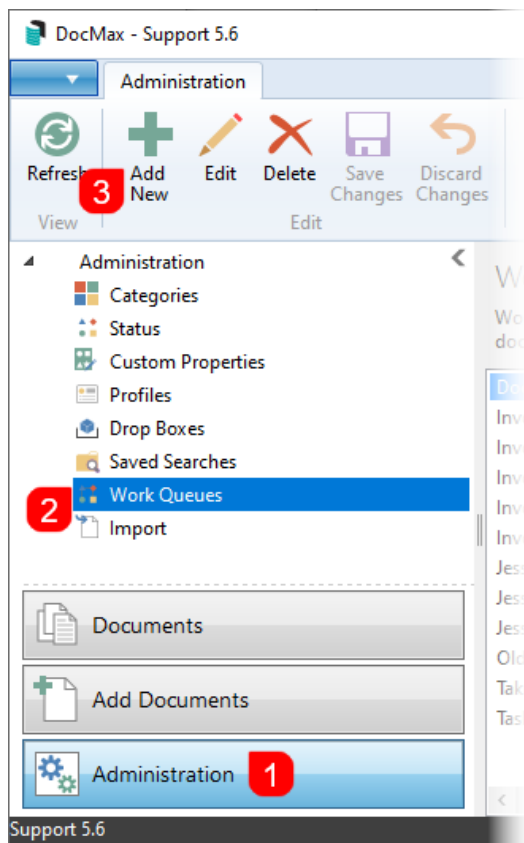 DocMax - Support 5.6
Administration
Refresh
Add New
Edit
Delete
Save Changes
Discard Changes
3
View
Edit
Administration
Categories
Status
Custom Properties
Profiles
Drop Boxes
Saved Searches
Work Queues
2
Import
Documents
Add Documents
Administration
1
Support 5.6